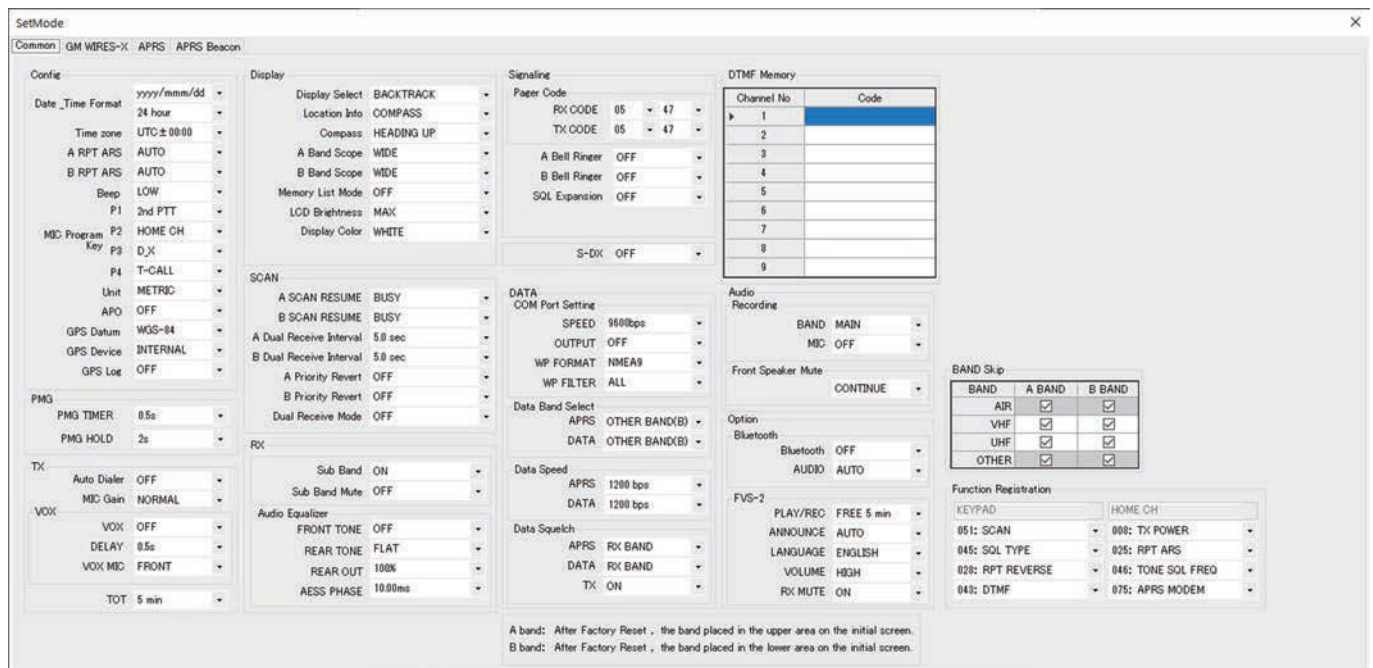 SetMode
Common GM WIRES-X APRS APRS Beacon
Config
Date _Time Format yyyy/mmm/dd
24 hour
Time zone UTC± 00:00
A RPT ARS AUTO
B RPT ARS AUTO
Beep LOW
MIC Program Key
P1 2nd PTT
P2 HOME CH
P3 D_X
P4 T-CALL
Unit METRIC
APO OFF
GPS Datum WGS-84
GPS Device INTERNAL
GPS Log OFF
PMG
PMG TIMER 0.5s
PMG HOLD 2s
TX
Auto Dialer OFF
MIC Gain NORMAL
VOX
VOX OFF
DELAY 0.5s
VOX MIC FRONT
TOT 5 min
Display
Display Select BACKTRACK
Location Info COMPASS
Compass HEADING UP
A Band Scope WIDE
B Band Scope WIDE
Memory List Mode OFF
LCD Brightness MAX
Display Color WHITE
SCAN
A SCAN RESUME BUSY
B SCAN RESUME BUSY
A Dual Receive Interval 5.0 sec
B Dual Receive Interval 5.0 sec
A Priority Revert OFF
B Priority Revert OFF
Dual Receive Mode OFF
RX
Sub Band ON
Sub Band Mute OFF
Audio Equalizer
FRONT TONE OFF
REAR TONE FLAT
REAR OUT 100%
AESS PHASE 10.00ms
Signaling
Pager Code
RX CODE 05 47
TX CODE 05 47
A Bell Ringer OFF
B Bell Ringer OFF
SQL Expansion OFF
S-DX OFF
DATA
COM Port Setting
SPEED 9600bps
OUTPUT OFF
WP FORMAT NMEA9
WP FILTER ALL
Data Band Select
APRS OTHER BAND(B)
DATA OTHER BAND(B)
Data Speed
APRS 1200 bps
DATA 1200 bps
Data Squelch
APRS RX BAND
DATA RX BAND
TX ON
DTMF Memory
Channel No Code
1
2
3
4
5
6
7
8
9
Audio
Recording
BAND MAIN
MIC OFF
Front Speaker Mute
CONTINUE
Option
Bluetooth
Bluetooth OFF
AUDIO AUTO
FVS-2
PLAY/REC FREE 5 min
ANNOUNCE AUTO
LANGUAGE ENGLISH
VOLUME HIGH
RX MUTE ON
BAND Skip
BAND A BAND B BAND
AIR
VHF
UHF
OTHER
Function Registration
KEYPAD HOME CH
051: SCAN 008: TX POWER
045: SQL TYPE 025: RPT ARS
028: RPT REVERSE 046: TONE SQL FREQ
043: DTMF 075: APRS MODEM
A band: After Factory Reset , the band placed in the upper area on the initial screen.
B band: After Factory Reset , the band placed in the lower area on the initial screen.